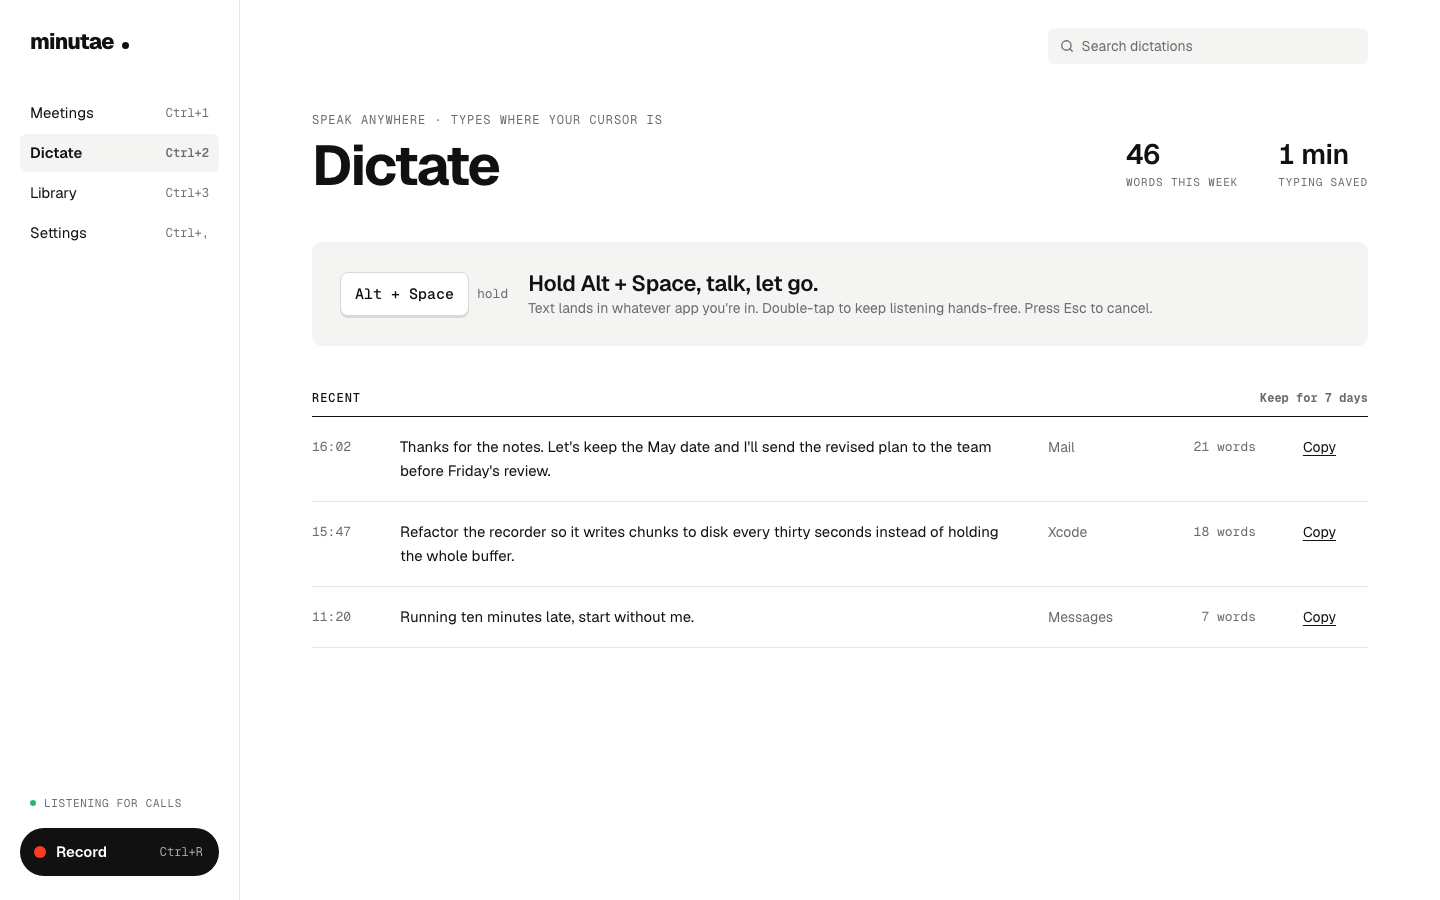 minutae
Meetings Ctrl+1
Dictate Ctrl+2
Library Ctrl+3
Settings Ctrl+,
LISTENING FOR CALLS
Record Ctrl+R
Search dictations
SPEAK ANYWHERE · TYPES WHERE YOUR CURSOR IS
Dictate
46
WORDS THIS WEEK
1 min
TYPING SAVED
Alt + Space hold
Hold Alt + Space, talk, let go.
Text lands in whatever app you're in. Double-tap to keep listening hands-free. Press Esc to cancel.
RECENT Keep for 7 days
16:02 Thanks for the notes. Let's keep the May date and I'll send the revised plan to the team Mail 21 words Copy
before Friday's review.
15:47 Refactor the recorder so it writes chunks to disk every thirty seconds instead of holding Xcode 18 words Copy
the whole buffer.
11:20 Running ten minutes late, start without me. Messages 7 words Copy